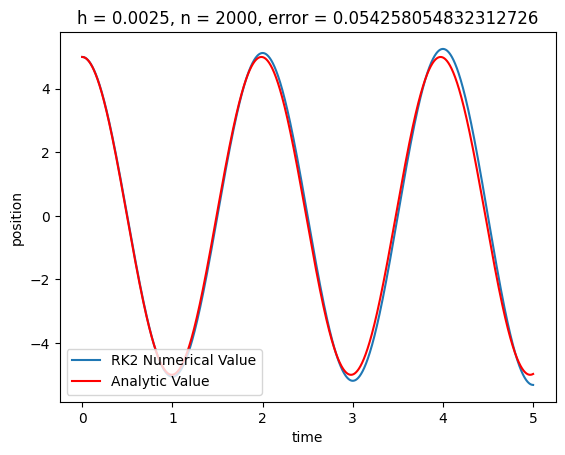 h = 0.0025, n = 2000, error = 0.054258054832312726
position
4
2
0
−2
−4
RK2 Numerical Value
Analytic Value
0 1 2 3 4 5
time